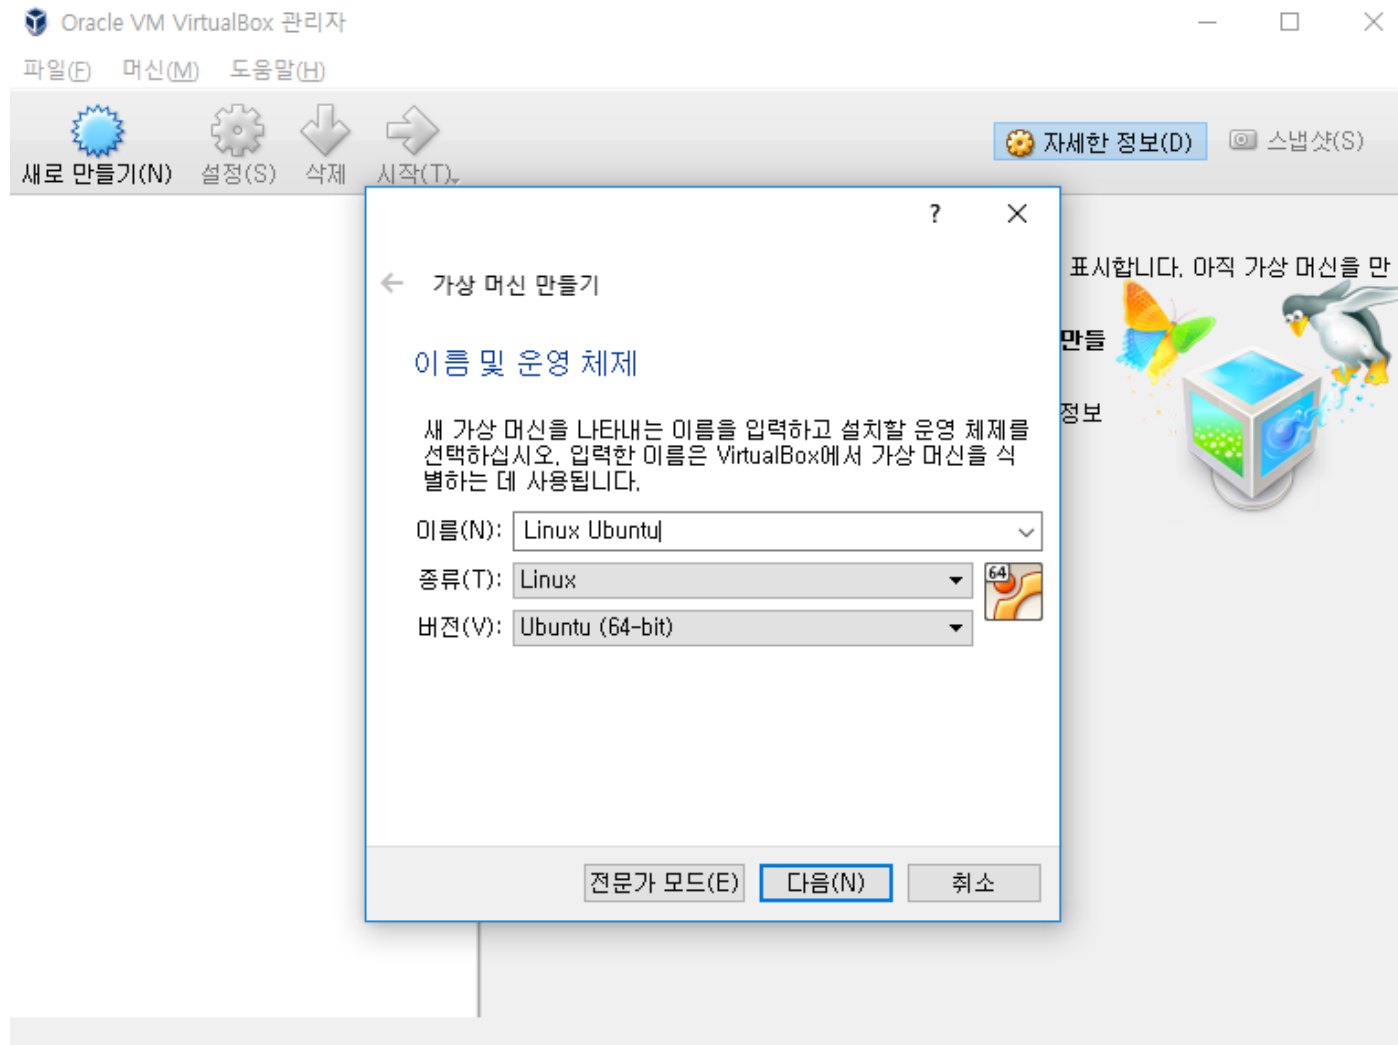 Oracle VM VirtualBox 관리자
파일(F) 머신(M) 도움말(H)
새로 만들기(N) 설정(S) 삭제 시작(T) 자세한 정보(D) 스냅샷(S)
?
표시합니다. 아직 가상 머신을 만
가상 머신 만들기
만들
이름 및 운영 체제
정보
새 가상 머신을 나타내는 이름을 입력하고 설치할 운영 체제를
선택하십시오. 입력한 이름은 VirtualBox에서 가상 머신을 식
별하는 데 사용됩니다.
이름(N): Linux Ubuntu
종류(T): Linux
64
버전(V): Ubuntu (64-bit)
전문가 모드(E) 다음(N) 취소